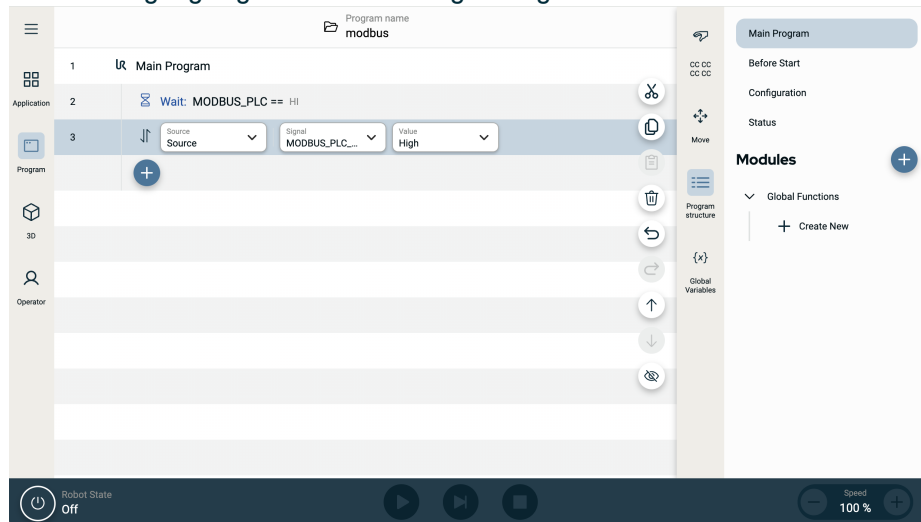 Program name
modbus
Application
Program
3D
Operator
1 Main Program
2 Wait: MODBUS_PLC == HI
3 Source Source Signal MODBUS_PLC_... Value High
CC CC
CC CC
Move
Program
structure
{x}
Global
Variables
Main Program
Before Start
Configuration
Status
Modules
Global Functions
Create New
Robot State
Off
Speed
100 %